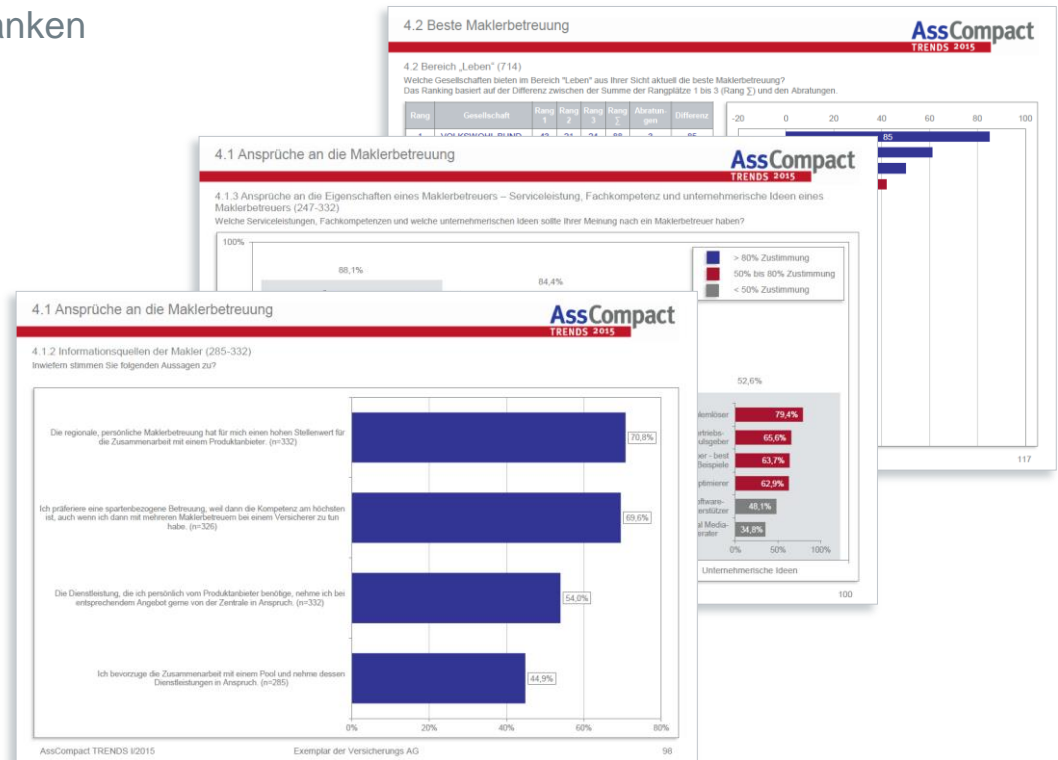 4.2 Beste Maklerbetreuung
AssCompact
TRENDS 2015
4.2 Bereich „Leben" (714)
Welche Gesellschaften bieten im Bereich "Leben" aus Ihrer Sicht aktuell die beste Maklerbetreuung?
Das Ranking basiert auf der Differenz zwischen der Summe der Rangplätze 1 bis 3 (Rang ∑) und den Abratungen.
Rang Gesellschaft Rang 1 Rang 2 Rang 3 Rang ∑ Abratun-gen Differenz
-20 0 20 40 60 80 100
85
117
4.1 Ansprüche an die Maklerbetreuung
AssCompact
TRENDS 2015
4.1.3 Ansprüche an die Eigenschaften eines Maklerbetreuers – Serviceleistung, Fachkompetenz und unternehmerische Ideen eines
Maklerbetreuers (247-332)
Welche Serviceleistungen, Fachkompetenzen und welche unternehmerischen Ideen sollte Ihrer Meinung nach ein Maklerbetreuer haben?
100%
88,1%
84,4%
> 80% Zustimmung
50% bis 80% Zustimmung
< 50% Zustimmung
52,6%
79,4%
65,6%
63,7%
Beispiele
62,9%
48,1%
34,8%
0% 50% 100%
Unternehmerische Ideen
100
4.1 Ansprüche an die Maklerbetreuung
AssCompact
TRENDS 2015
4.1.2 Informationsquellen der Makler (285-332)
Inwiefern stimmen Sie folgenden Aussagen zu?
Die regionale, persönliche Maklerbetreuung hat für mich einen hohen Stellenwert für
die Zusammenarbeit mit einem Produktanbieter. (n=332)
70,8%
Ich präferiere eine spartenbezogene Betreuung, weil dann die Kompetenz am höchsten
ist, auch wenn ich dann mit mehreren Maklerbetreuern bei einem Versicherer zu tun
habe. (n=326)
69,6%
Die Dienstleistung, die ich persönlich vom Produktanbieter benötige, nehme ich bei
entsprechendem Angebot gerne von der Zentrale in Anspruch. (n=332)
54,0%
Ich bevorzuge die Zusammenarbeit mit einem Pool und nehme dessen
Dienstleistungen in Anspruch. (n=285)
44,9%
0% 20% 40% 60% 80%
AssCompact TRENDS I/2015 Exemplar der Versicherungs AG 98